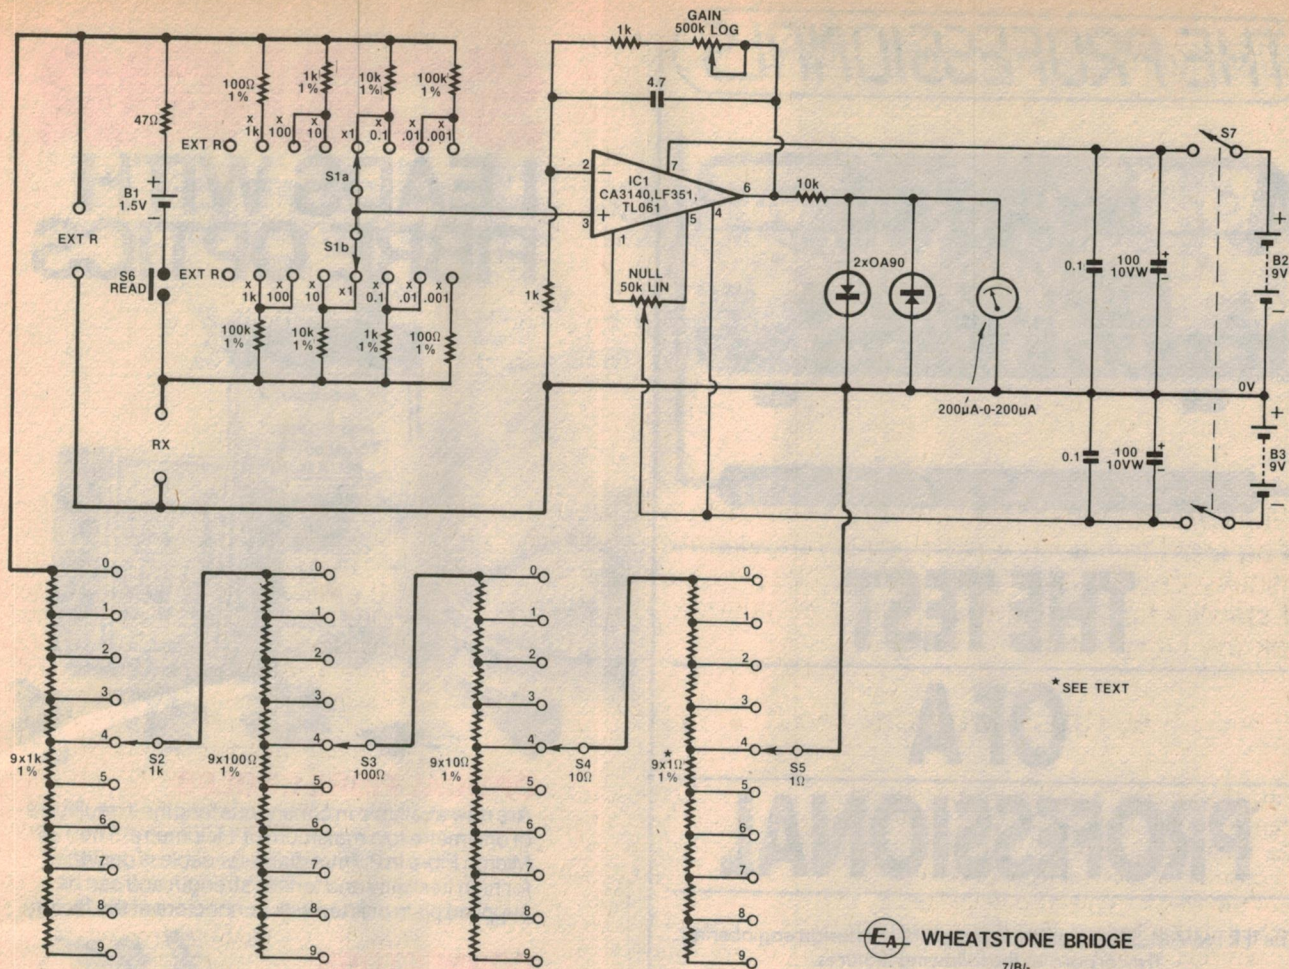 GAIN
500k LOG
1k
4.7
100Ω
1%
1k
1%
10k
1%
100k
1%
47Ω
EXT R
x
1k
x
100
x
10
x1
x
0.1
x
.01
x
.001
S1a
B1
1.5V
+
−
EXT R
S6
READ
EXT R
S1b
x
1k
x
100
x
10
x1
x
0.1
x
.01
x
.001
100k
1%
10k
1%
1k
1%
100Ω
1%
RX
2
−
+
3
IC1
CA3140,LF351,
TL061
7
6
5
4
1
NULL
50k LIN
1k
10k
2xOA90
200µA-0-200µA
0.1
100
10VW
+
−
S7
+
B2
9V
−
0V
0.1
100
10VW
+
−
+
B3
9V
−
0
1
2
3
4
5
6
7
8
9
9x1k
1%
S2
1k
0
1
2
3
4
5
6
7
8
9
9x100Ω
1%
S3
100Ω
0
1
2
3
4
5
6
7
8
9
9x10Ω
1%
S4
10Ω
0
1
2
3
4
5
6
7
8
9
*
9x1Ω
1%
S5
1Ω
* SEE TEXT
EA WHEATSTONE BRIDGE